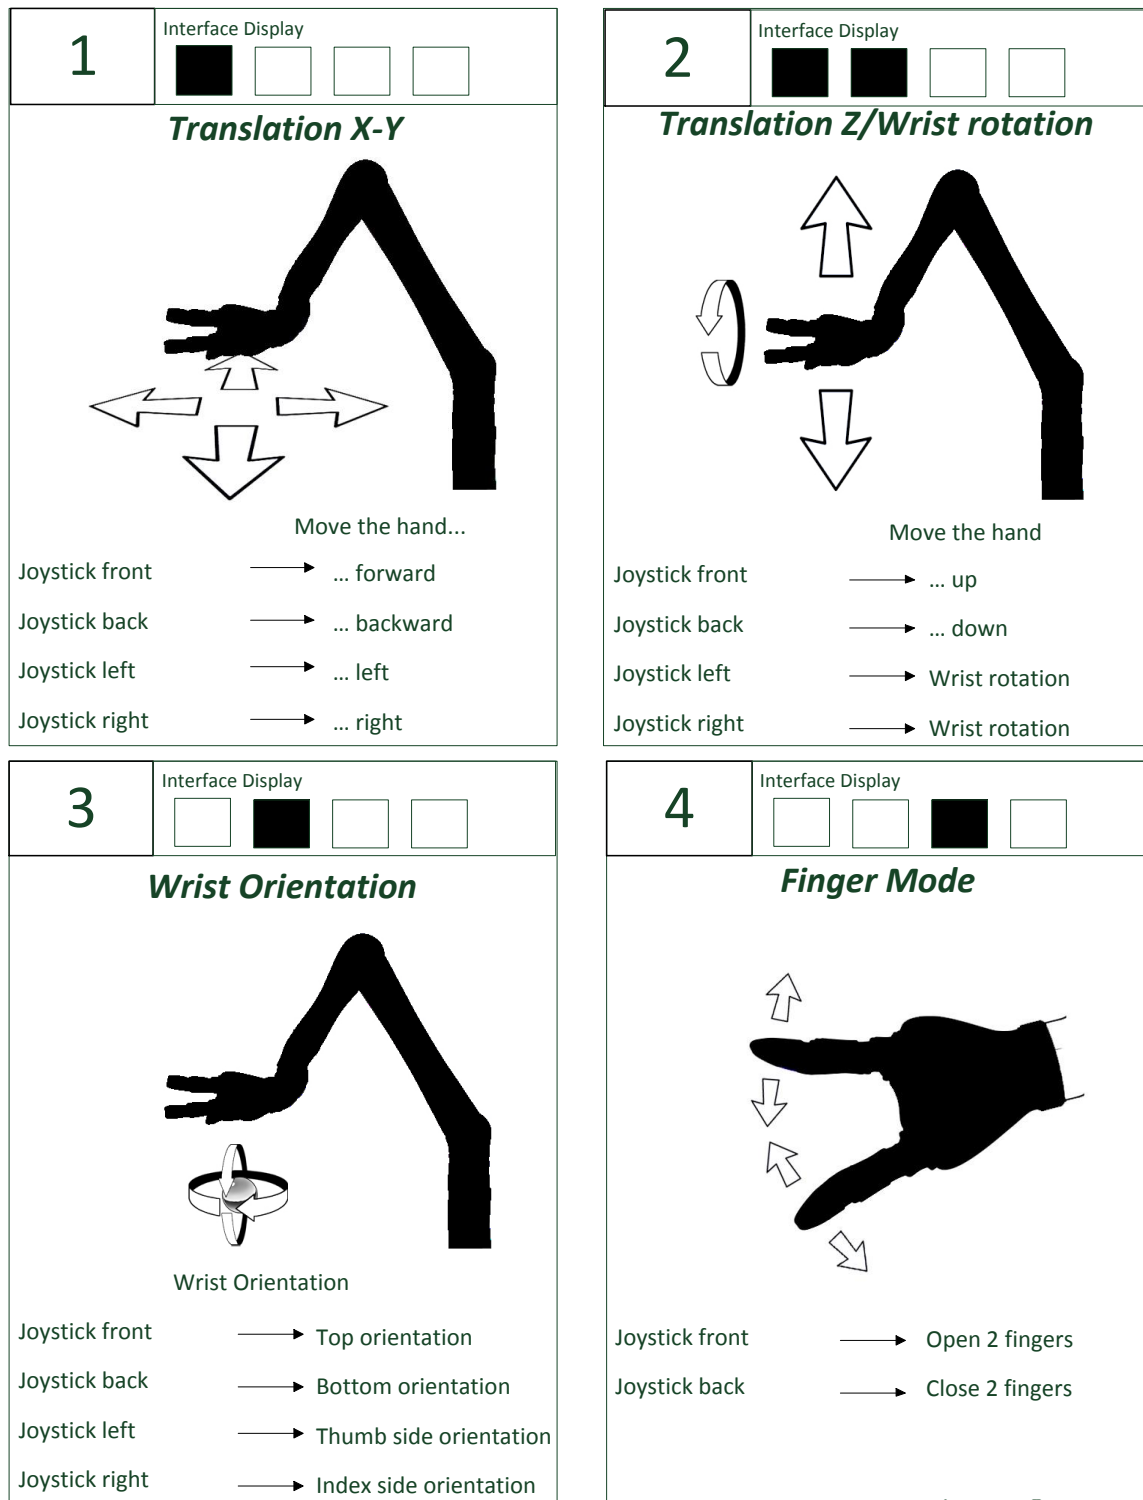 1
Interface Display
Translation X-Y
Move the hand...
Joystick front → ... forward
Joystick back → ... backward
Joystick left → ... left
Joystick right → ... right
2
Interface Display
Translation Z/Wrist rotation
Move the hand
Joystick front → ... up
Joystick back → ... down
Joystick left → Wrist rotation
Joystick right → Wrist rotation
3
Interface Display
Wrist Orientation
Wrist Orientation
Joystick front → Top orientation
Joystick back → Bottom orientation
Joystick left → Thumb side orientation
Joystick right → Index side orientation
4
Interface Display
Finger Mode
Joystick front → Open 2 fingers
Joystick back → Close 2 fingers